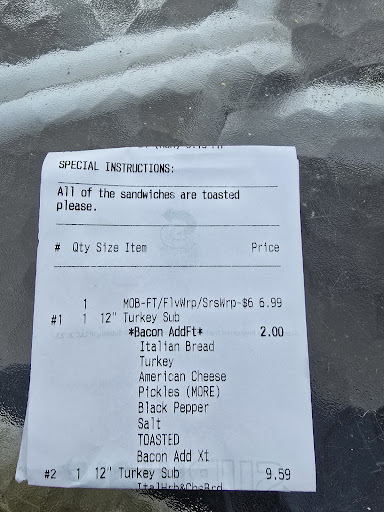 SPECIAL INSTRUCTIONS:
All of the sandwiches are toasted
please.
# Qty Size Item Price
1 MOB-FT/FlvWrp/SrsWrp-$6 6.99
#1 1 12" Turkey Sub
*Bacon AddFt* 2.00
Italian Bread
Turkey
American Cheese
Pickles (MORE)
Black Pepper
Salt
TOASTED
Bacon Add Xt
#2 1 12" Turkey Sub 9.59
ItalHrb&ChsBrd